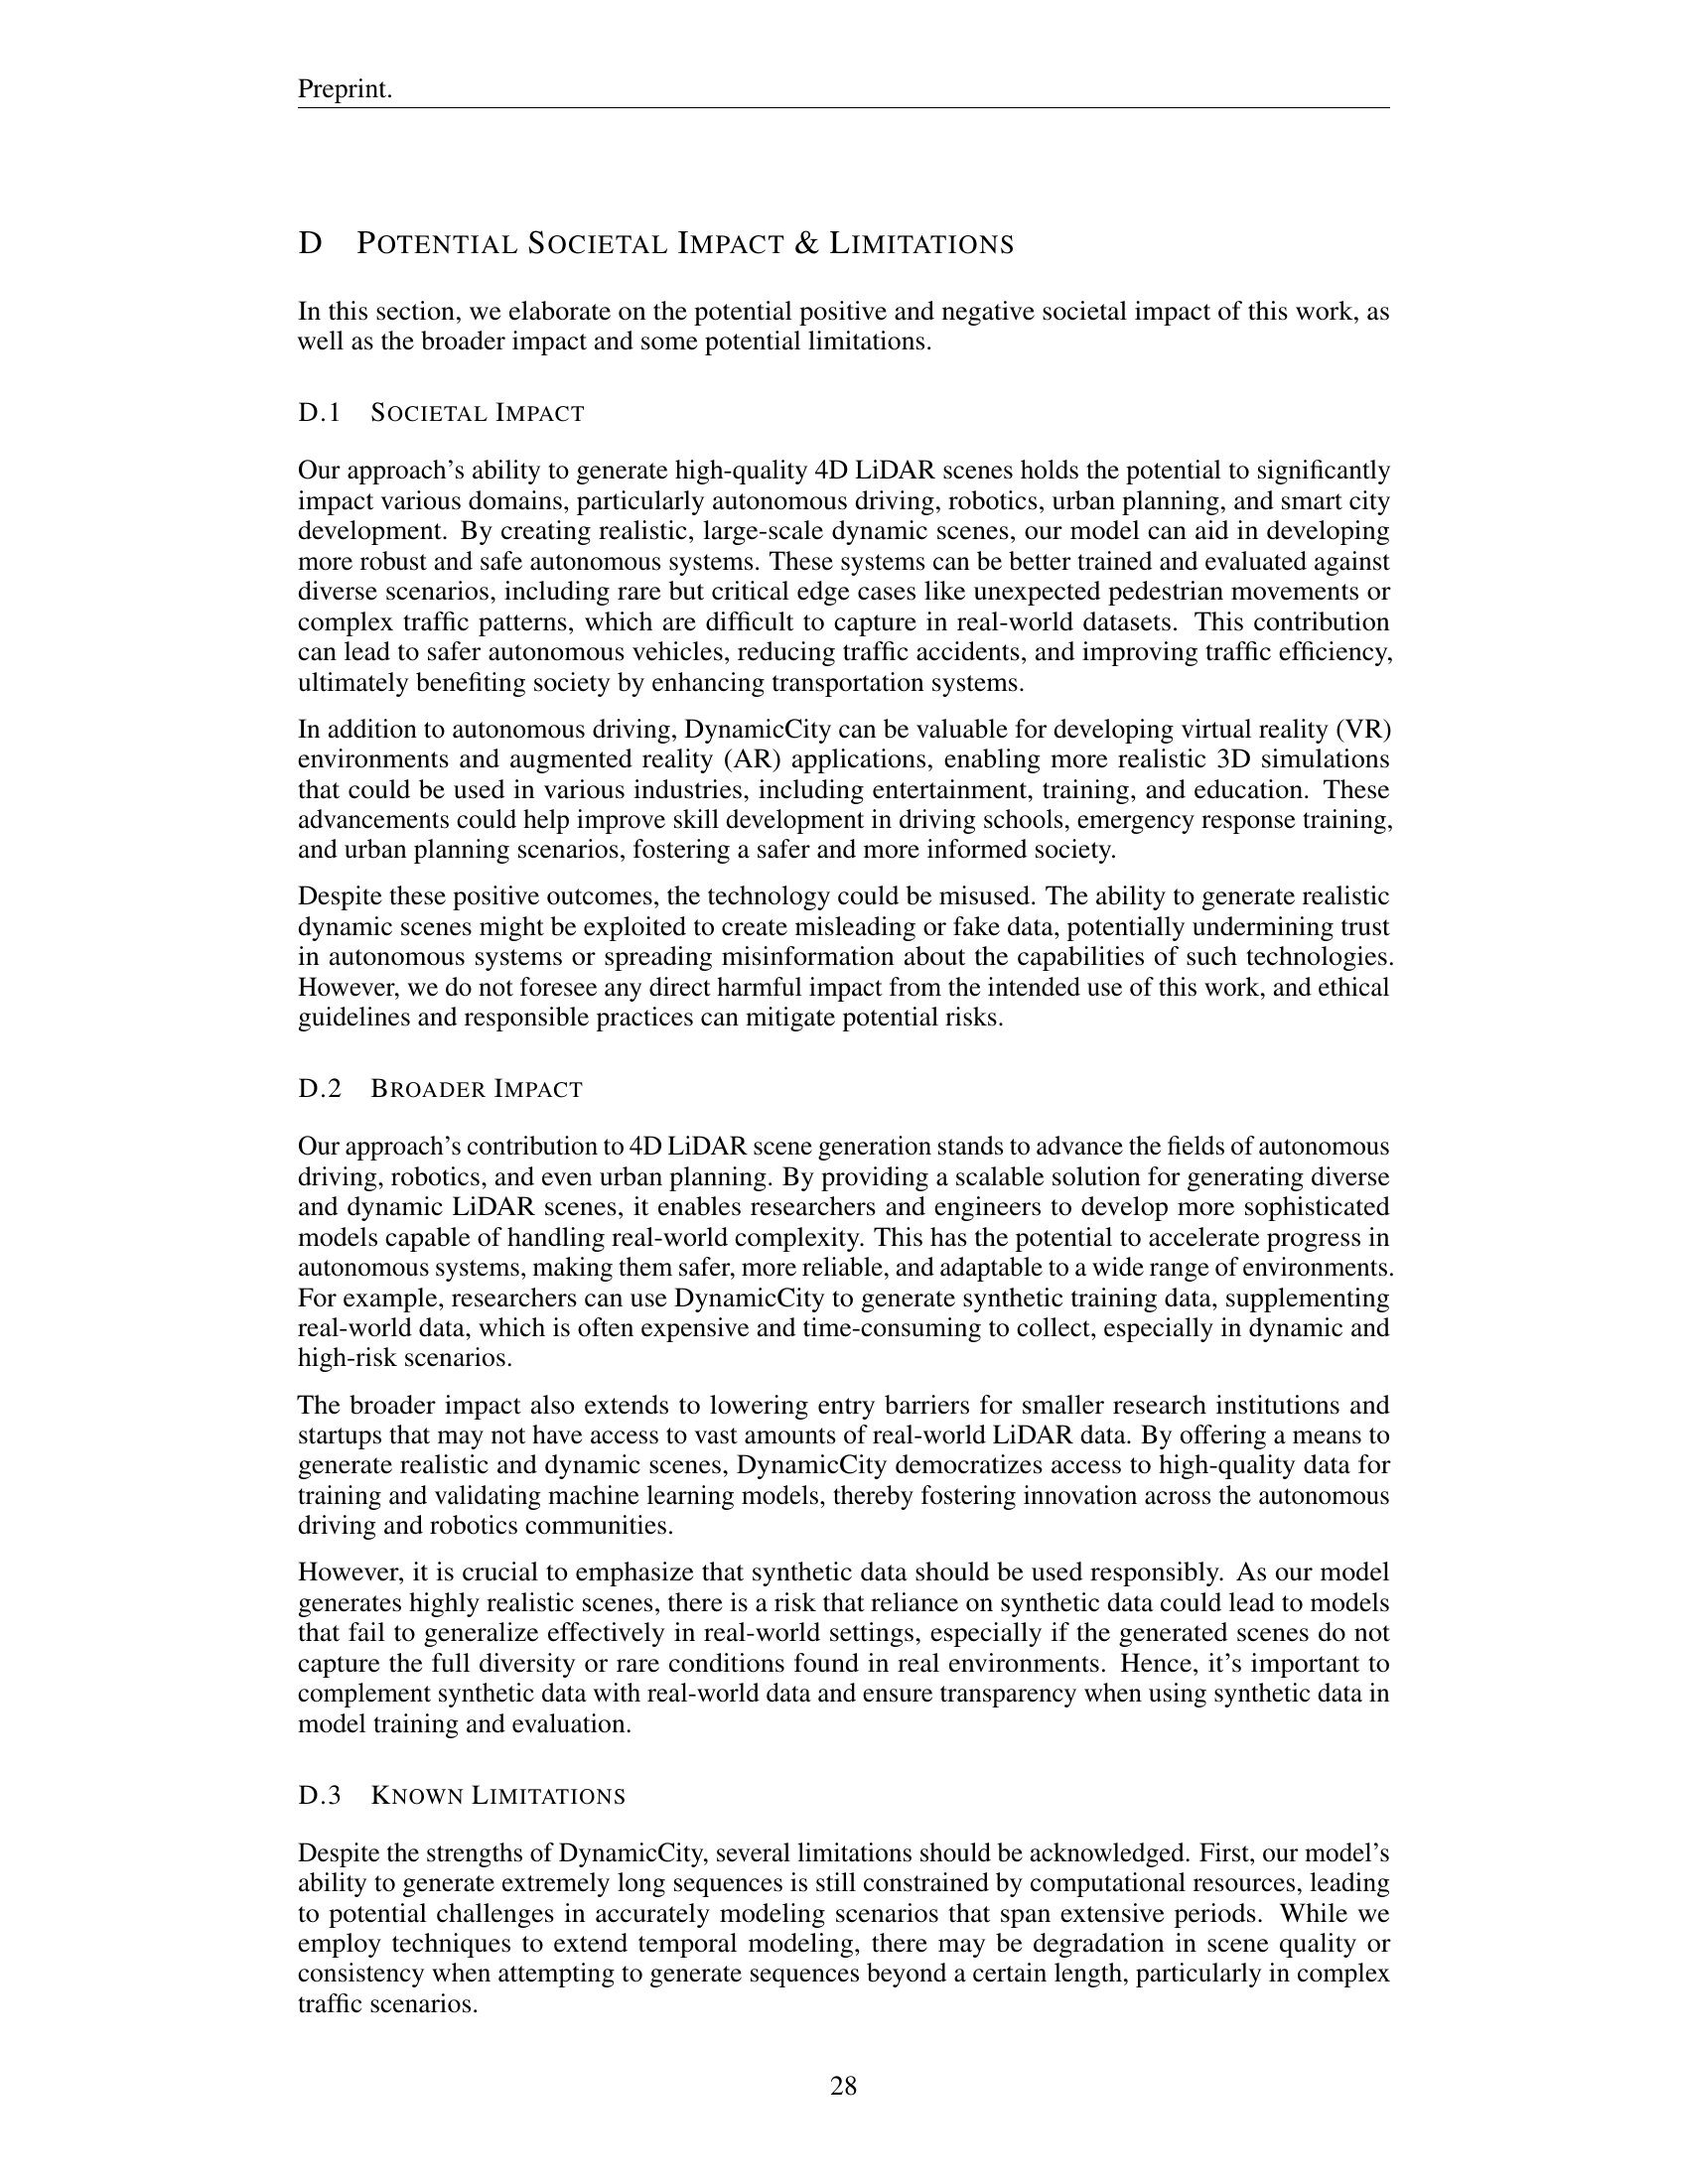 Preprint.
D POTENTIAL SOCIETAL IMPACT & LIMITATIONS
In this section, we elaborate on the potential positive and negative societal impact of this work, as
well as the broader impact and some potential limitations.
D.1 SOCIETAL IMPACT
Our approach's ability to generate high-quality 4D LiDAR scenes holds the potential to significantly
impact various domains, particularly autonomous driving, robotics, urban planning, and smart city
development. By creating realistic, large-scale dynamic scenes, our model can aid in developing
more robust and safe autonomous systems. These systems can be better trained and evaluated against
diverse scenarios, including rare but critical edge cases like unexpected pedestrian movements or
complex traffic patterns, which are difficult to capture in real-world datasets. This contribution
can lead to safer autonomous vehicles, reducing traffic accidents, and improving traffic efficiency,
ultimately benefiting society by enhancing transportation systems.
In addition to autonomous driving, DynamicCity can be valuable for developing virtual reality (VR)
environments and augmented reality (AR) applications, enabling more realistic 3D simulations
that could be used in various industries, including entertainment, training, and education. These
advancements could help improve skill development in driving schools, emergency response training,
and urban planning scenarios, fostering a safer and more informed society.
Despite these positive outcomes, the technology could be misused. The ability to generate realistic
dynamic scenes might be exploited to create misleading or fake data, potentially undermining trust
in autonomous systems or spreading misinformation about the capabilities of such technologies.
However, we do not foresee any direct harmful impact from the intended use of this work, and ethical
guidelines and responsible practices can mitigate potential risks.
D.2 BROADER IMPACT
Our approach's contribution to 4D LiDAR scene generation stands to advance the fields of autonomous
driving, robotics, and even urban planning. By providing a scalable solution for generating diverse
and dynamic LiDAR scenes, it enables researchers and engineers to develop more sophisticated
models capable of handling real-world complexity. This has the potential to accelerate progress in
autonomous systems, making them safer, more reliable, and adaptable to a wide range of environments.
For example, researchers can use DynamicCity to generate synthetic training data, supplementing
real-world data, which is often expensive and time-consuming to collect, especially in dynamic and
high-risk scenarios.
The broader impact also extends to lowering entry barriers for smaller research institutions and
startups that may not have access to vast amounts of real-world LiDAR data. By offering a means to
generate realistic and dynamic scenes, DynamicCity democratizes access to high-quality data for
training and validating machine learning models, thereby fostering innovation across the autonomous
driving and robotics communities.
However, it is crucial to emphasize that synthetic data should be used responsibly. As our model
generates highly realistic scenes, there is a risk that reliance on synthetic data could lead to models
that fail to generalize effectively in real-world settings, especially if the generated scenes do not
capture the full diversity or rare conditions found in real environments. Hence, it's important to
complement synthetic data with real-world data and ensure transparency when using synthetic data in
model training and evaluation.
D.3 KNOWN LIMITATIONS
Despite the strengths of DynamicCity, several limitations should be acknowledged. First, our model's
ability to generate extremely long sequences is still constrained by computational resources, leading
to potential challenges in accurately modeling scenarios that span extensive periods. While we
employ techniques to extend temporal modeling, there may be degradation in scene quality or
consistency when attempting to generate sequences beyond a certain length, particularly in complex
traffic scenarios.
28